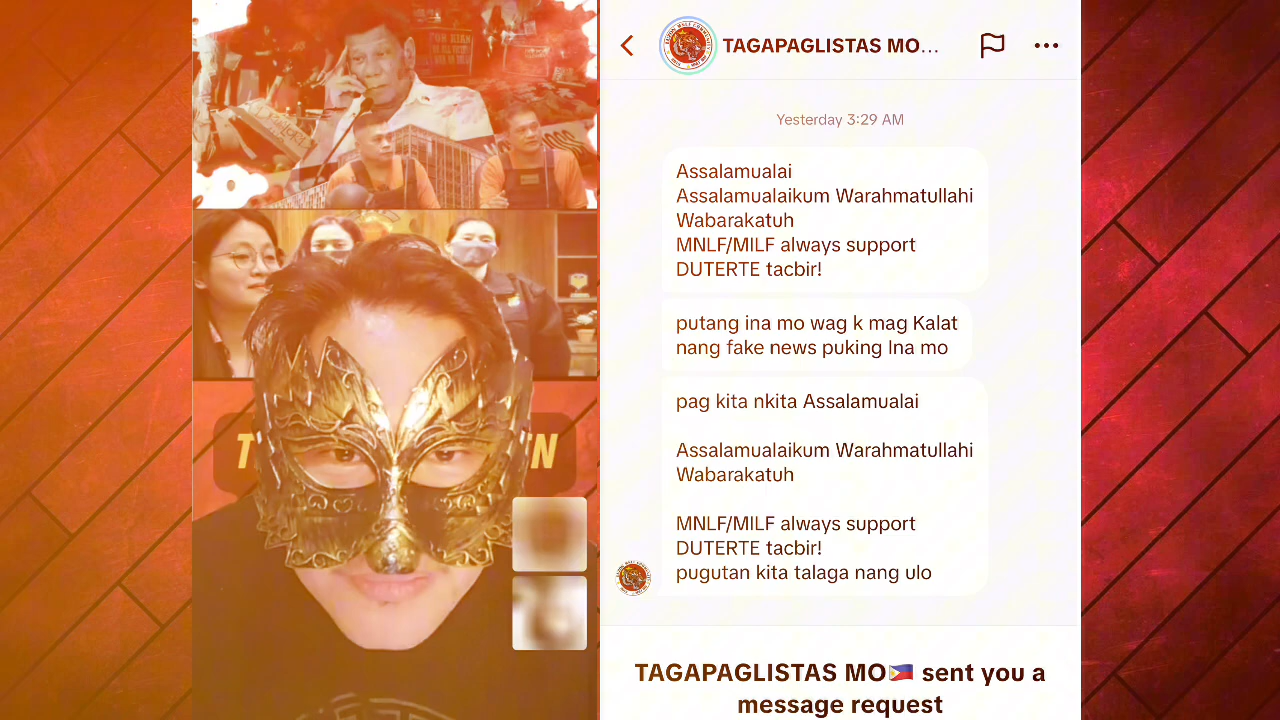 TAGAPAGLISTAS MO...
Yesterday 3:29 AM
Assalamualai
Assalamualaikum Warahmatullahi
Wabarakatuh
MNLF/MILF always support
DUTERTE tacbir!
putang ina mo wag k mag Kalat
nang fake news puking Ina mo
pag kita nkita Assalamualai
Assalamualaikum Warahmatullahi
Wabarakatuh
MNLF/MILF always support
DUTERTE tacbir!
pugutan kita talaga nang ulo
TAGAPAGLISTAS MO🇵🇭 sent you a
message request